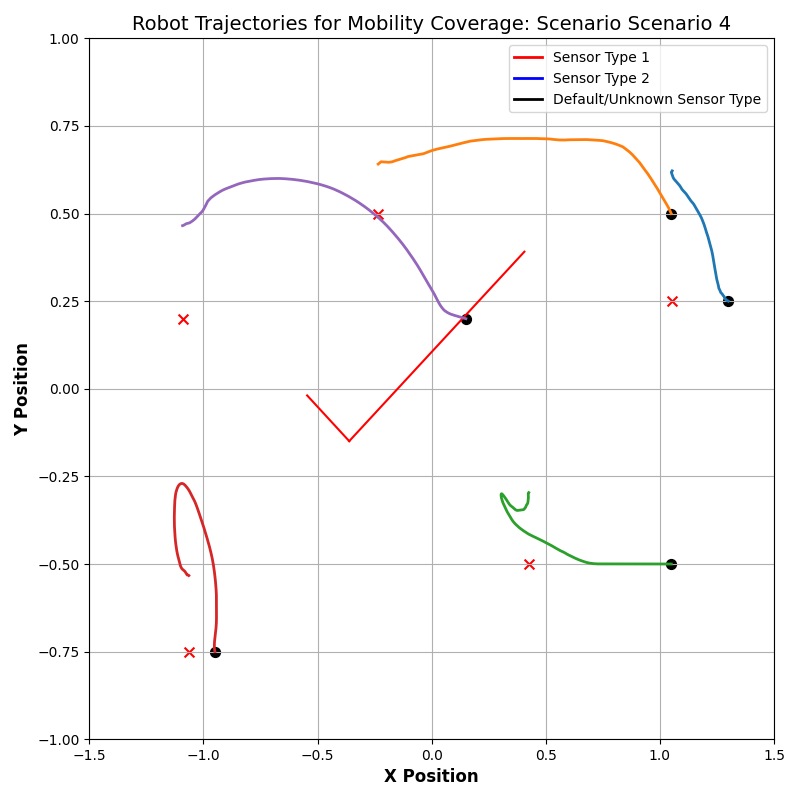 Robot Trajectories for Mobility Coverage: Scenario Scenario 4
Sensor Type 1
Sensor Type 2
Default/Unknown Sensor Type
Y Position
1.00
0.75
0.50
0.25
0.00
−0.25
−0.50
−0.75
−1.00
−1.5
−1.0
−0.5
0.0
0.5
1.0
1.5
X Position